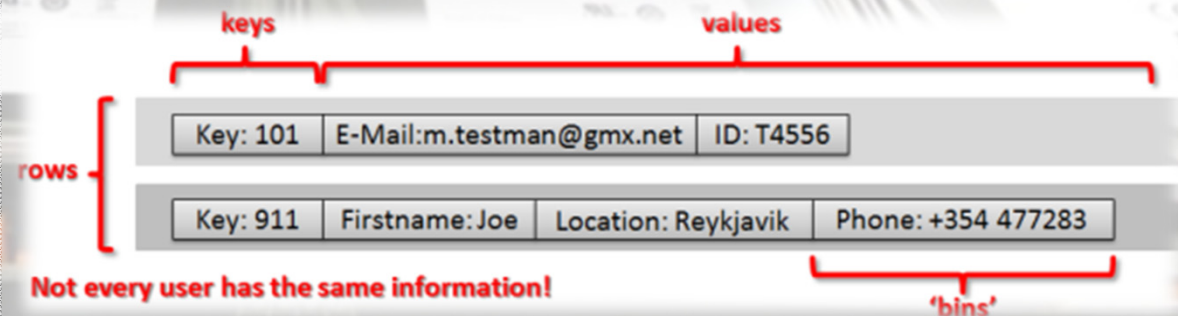 keys values
Key: 101 E-Mail:m.testman@gmx.net ID: T4556
rows
Key: 911 Firstname: Joe Location: Reykjavik Phone: +354 477283
Not every user has the same information!
‘bins’